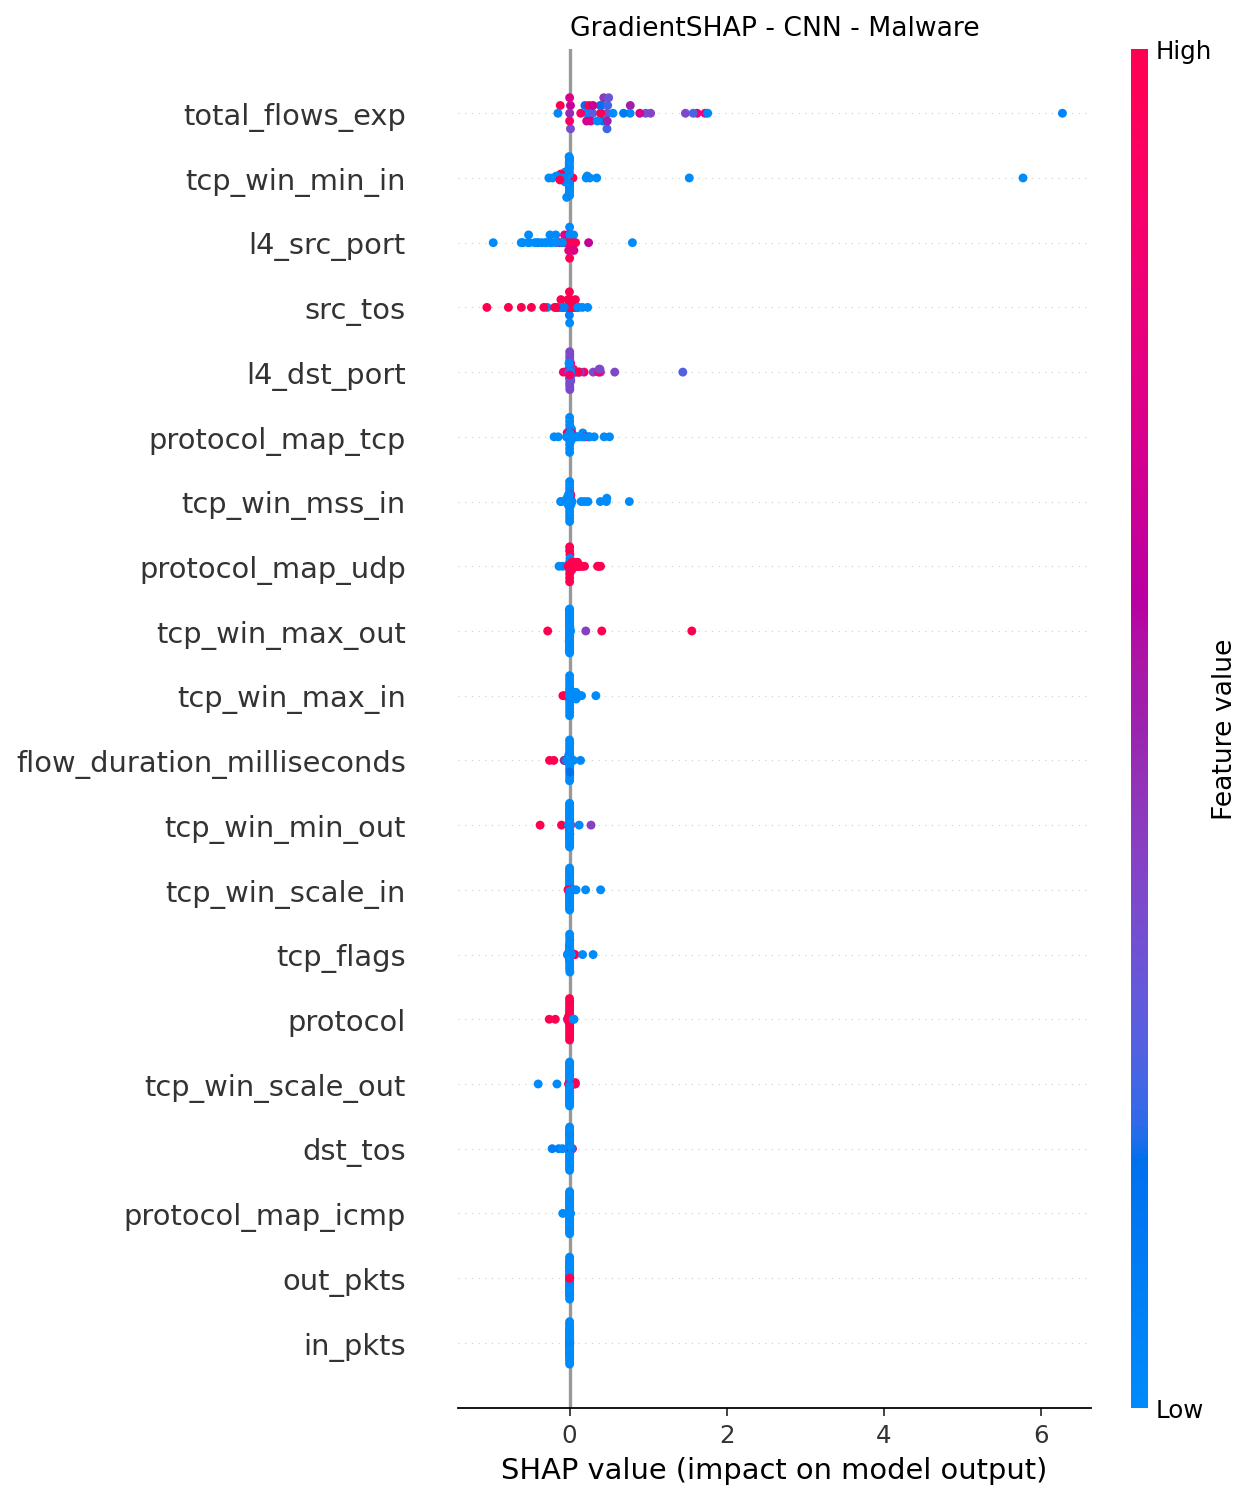 GradientSHAP - CNN - Malware
High
total_flows_exp
tcp_win_min_in
l4_src_port
src_tos
l4_dst_port
protocol_map_tcp
tcp_win_mss_in
protocol_map_udp
tcp_win_max_out
tcp_win_max_in
flow_duration_milliseconds
tcp_win_min_out
tcp_win_scale_in
tcp_flags
protocol
tcp_win_scale_out
dst_tos
protocol_map_icmp
out_pkts
in_pkts
Feature value
Low
0 2 4 6
SHAP value (impact on model output)